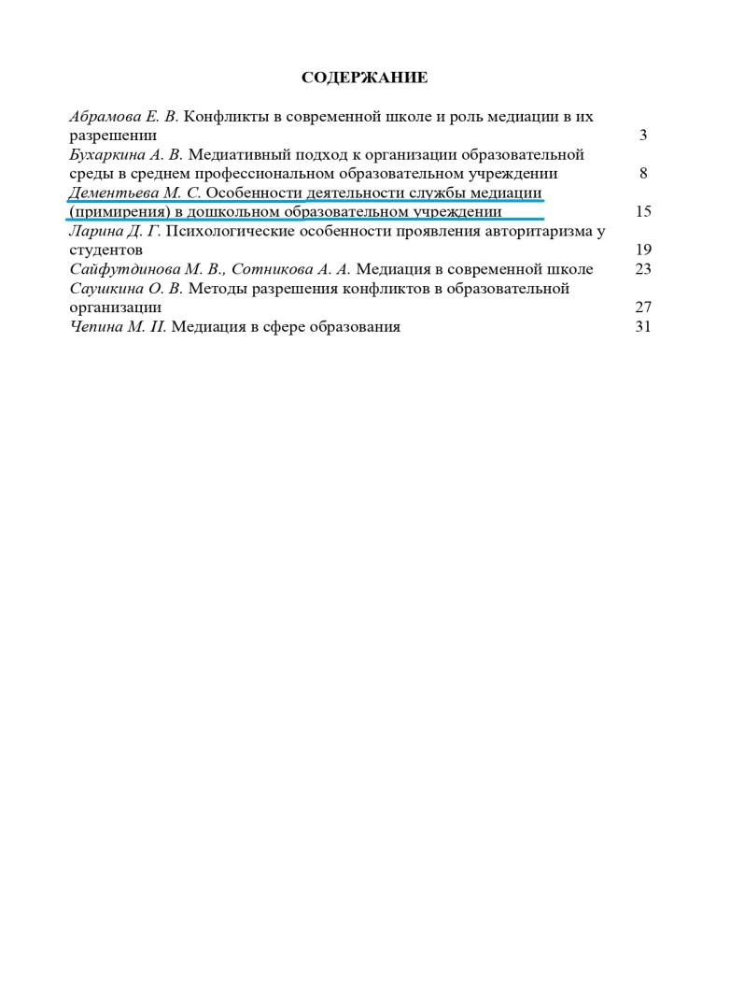 СОДЕРЖАНИЕ
Абрамова Е. В. Конфликты в современной школе и роль медиации в их
разрешении 3
Бухаркина А. В. Медиативный подход к организации образовательной
среды в среднем профессиональном образовательном учреждении 8
Дементьева М. С. Особенности деятельности службы медиации
(примирения) в дошкольном образовательном учреждении 15
Ларина Д. Г. Психологические особенности проявления авторитаризма у
студентов 19
Сайфутдинова М. В., Сотникова А. А. Медиация в современной школе 23
Саушкина О. В. Методы разрешения конфликтов в образовательной
организации 27
Чепина М. П. Медиация в сфере образования 31